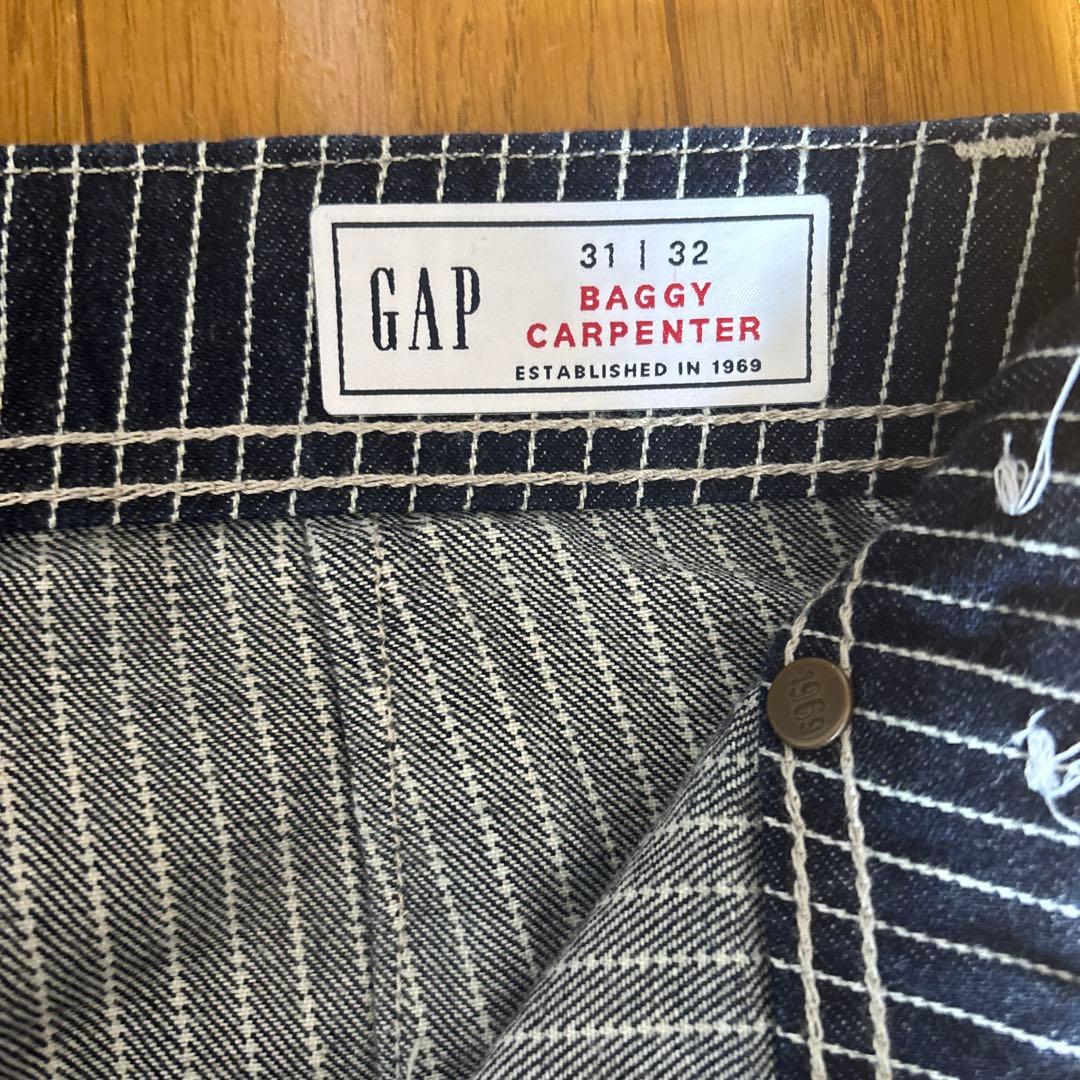 GAP
31 | 32
BAGGY
CARPENTER
ESTABLISHED IN 1969
1969